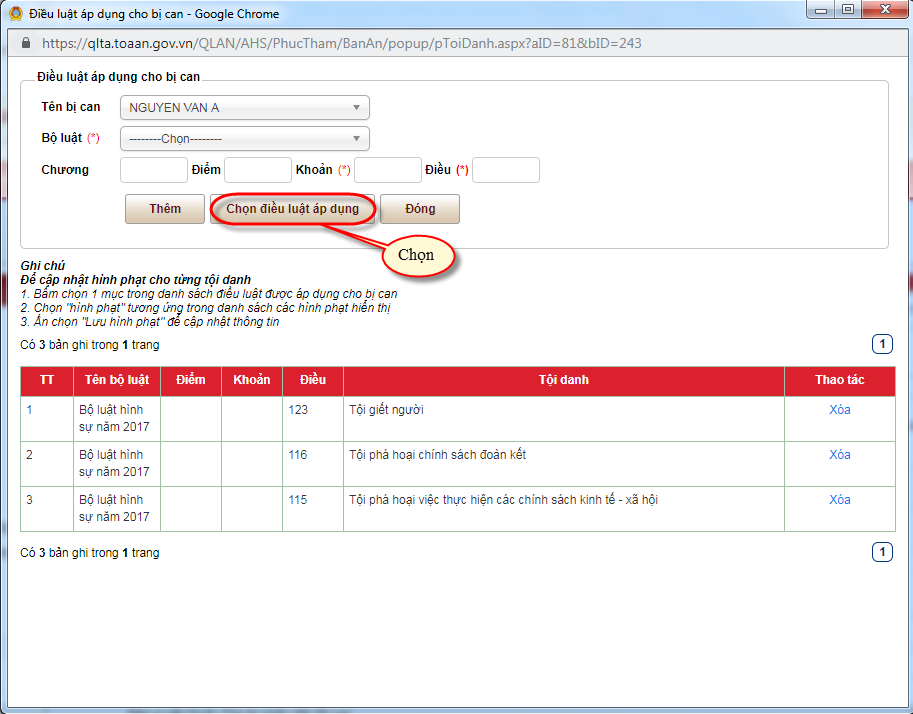 Điều luật áp dụng cho bị can - Google Chrome
https://qlta.toaan.gov.vn/QLAN/AHS/PhucTham/BanAn/popup/pToiDanh.aspx?aID=81&bID=243
Điều luật áp dụng cho bị can
Tên bị can NGUYEN VAN A
Bộ luật (*) --------Chọn--------
Chương Điểm Khoản (*) Điều (*)
Thêm Chọn điều luật áp dụng Đóng
Chọn
Ghi chú
Để cập nhật hình phạt cho từng tội danh
1. Bấm chọn 1 mục trong danh sách điều luật được áp dụng cho bị can
2. Chọn "hình phạt" tương ứng trong danh sách các hình phạt hiển thị
3. Ấn chọn "Lưu hình phạt" để cập nhật thông tin
Có 3 bản ghi trong 1 trang 1
TT Tên bộ luật Điểm Khoản Điều Tội danh Thao tác
1 Bộ luật hình 123 Tội giết người Xóa
sự năm 2017
2 Bộ luật hình 116 Tội phá hoại chính sách đoàn kết Xóa
sự năm 2017
3 Bộ luật hình 115 Tội phá hoại việc thực hiện các chính sách kinh tế - xã hội Xóa
sự năm 2017
Có 3 bản ghi trong 1 trang 1